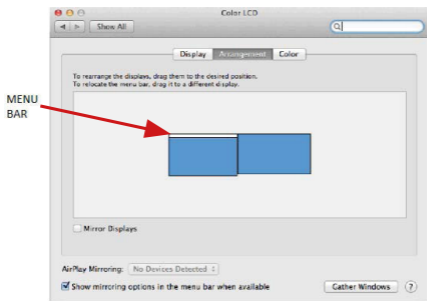 Color LCD
Show All
Display Arrangement Color
To rearrange the displays, drag them to the desired position.
To relocate the menu bar, drag it to a different display.
MENU
BAR
Mirror Displays
AirPlay Mirroring: No Devices Detected
Show mirroring options in the menu bar when available
Gather Windows ?